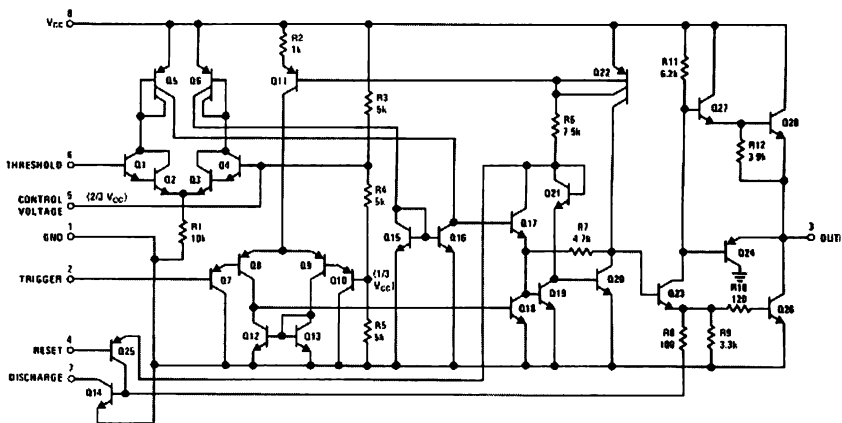 VCC 8
R2
1k
Q5
Q6
Q11
Q22
R11
6.2k
Q27
Q28
R3
5k
R6
7.5k
R12
3.9k
THRESHOLD 6
Q1
Q2
Q3
Q4
CONTROL
VOLTAGE
5
(2/3 VCC)
R1
10k
R4
5k
Q21
Q17
R7
4.7k
Q15
Q16
GND 1
Q24
3
Q8
Q9
Q7
Q10
(1/3
VCC)
TRIGGER 2
Q18
Q19
Q20
Q23
R10
120
Q26
Q12
Q13
R5
5k
R8
100
R9
3.3k
RESET 4
Q25
DISCHARGE 7
Q14